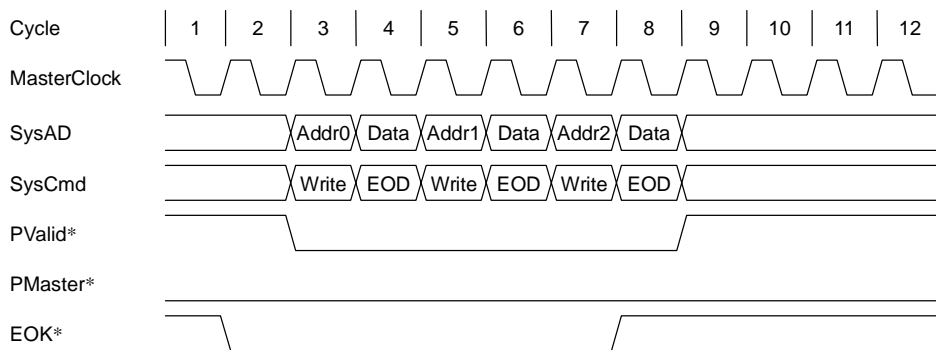 Cycle 1 2 3 4 5 6 7 8 9 10 11 12
MasterClock
SysAD Addr0 Data Addr1 Data Addr2 Data
SysCmd Write EOD Write EOD Write EOD
PValid*
PMaster*
EOK*